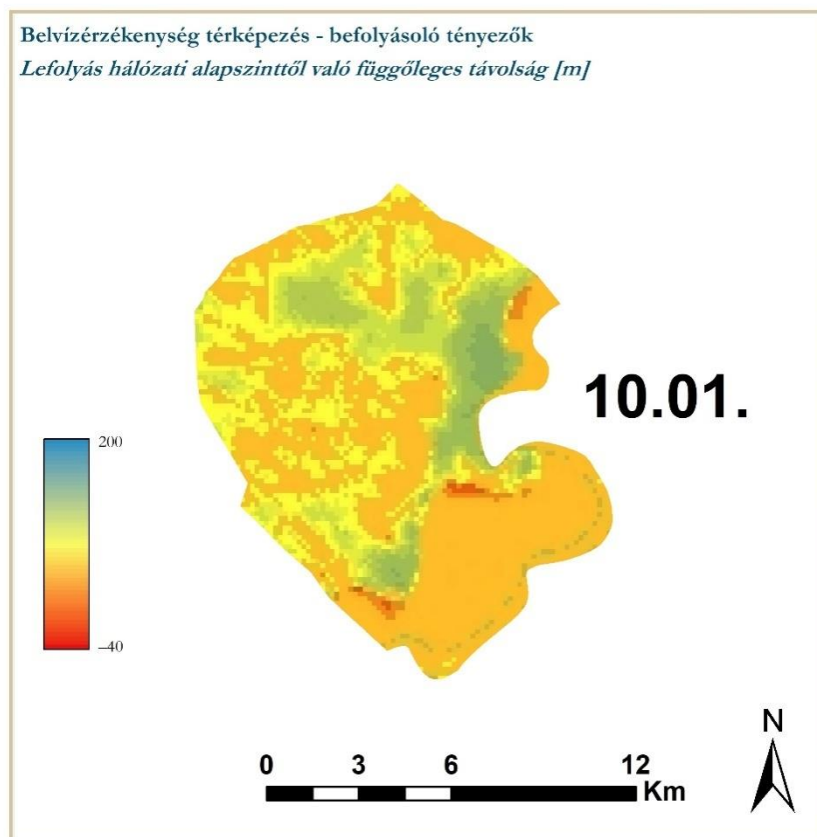 Belvízérzékenység térképezés - befolyásoló tényezők
Lefolyás hálózati alapszinttől való függőleges távolság [m]
10.01.
200
–40
N
0 3 6 12
Km